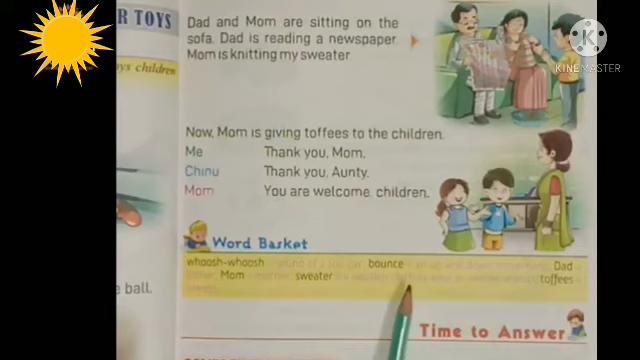 R TOYS
Dad and Mom are sitting on the
sofa. Dad is reading a newspaper.
Mom is knitting my sweater
KINEMASTER
oys children
Now, Mom is giving toffees to the children.
Me Thank you, Mom.
Chinu Thank you, Aunty.
Mom You are welcome, children.
Word Basket
whoosh-whoosh bounce Dad
Mom sweater toffees
e ball.
Time to Answer